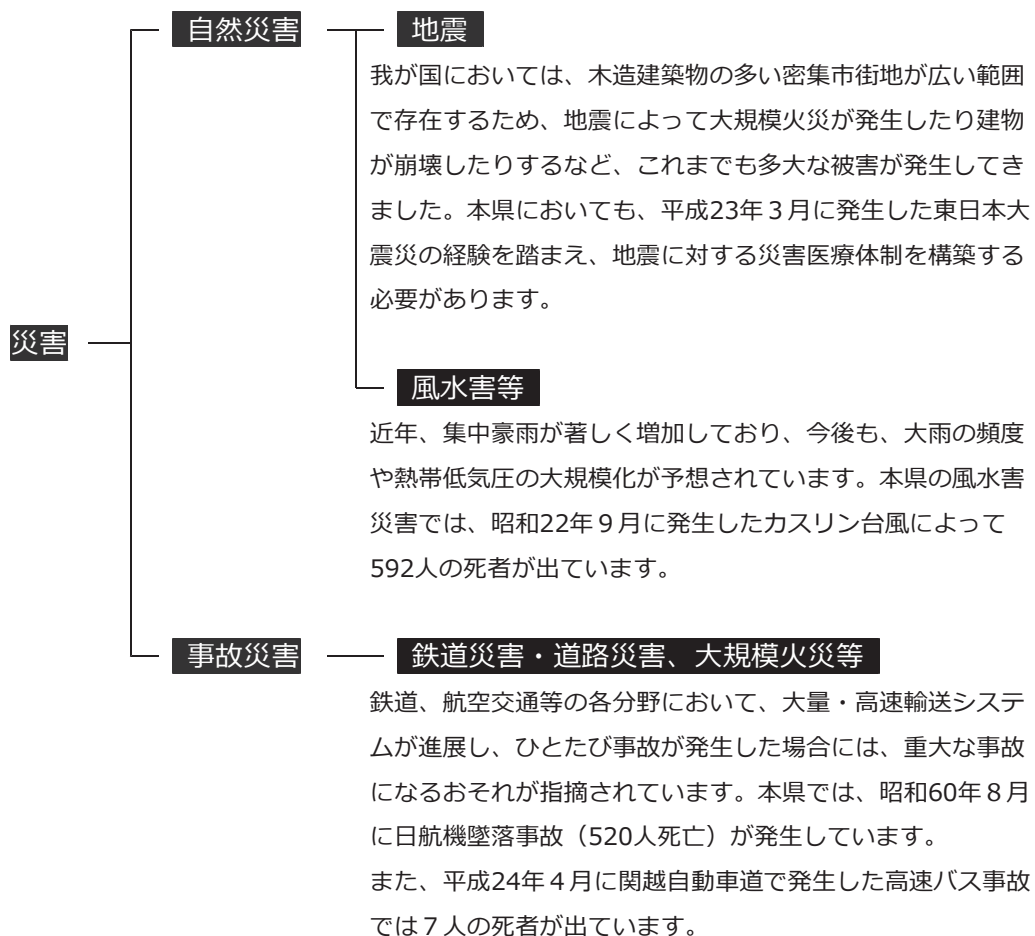 自然災害
地震
我が国においては、木造建築物の多い密集市街地が広い範囲
で存在するため、地震によって大規模火災が発生したり建物
が崩壊したりするなど、これまでも多大な被害が発生してき
ました。本県においても、平成23年３月に発生した東日本大
震災の経験を踏まえ、地震に対する災害医療体制を構築する
必要があります。
災害
風水害等
近年、集中豪雨が著しく増加しており、今後も、大雨の頻度
や熱帯低気圧の大規模化が予想されています。本県の風水害
災害では、昭和22年９月に発生したカスリン台風によって
592人の死者が出ています。
事故災害
鉄道災害・道路災害、大規模火災等
鉄道、航空交通等の各分野において、大量・高速輸送システ
ムが進展し、ひとたび事故が発生した場合には、重大な事故
になるおそれが指摘されています。本県では、昭和60年８月
に日航機墜落事故（520人死亡）が発生しています。
また、平成24年４月に関越自動車道で発生した高速バス事故
では７人の死者が出ています。